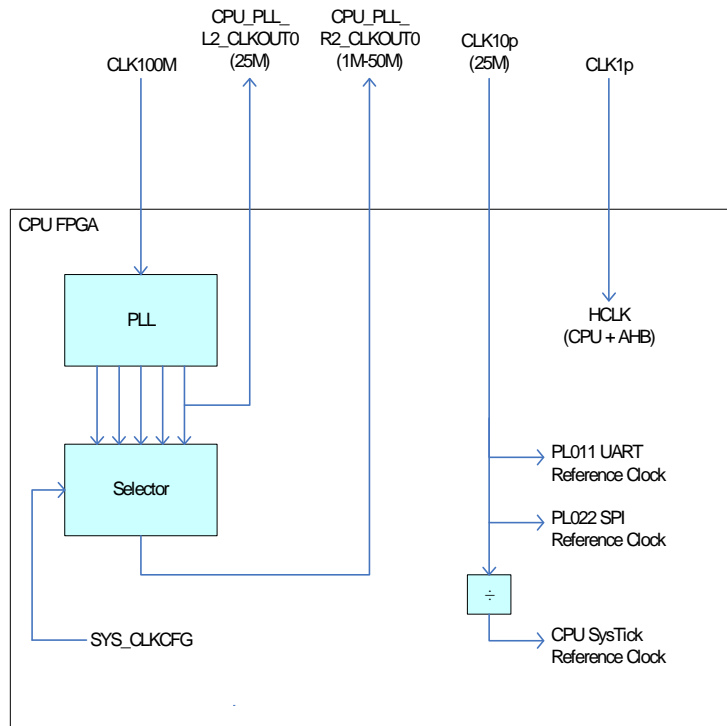 CLK100M
CPU_PLL_
L2_CLKOUT0
(25M)
CPU_PLL_
R2_CLKOUT0
(1M-50M)
CLK10p
(25M)
CLK1p
CPU FPGA
PLL
HCLK
(CPU + AHB)
Selector
PL011 UART
Reference Clock
PL022 SPI
Reference Clock
÷
SYS_CLKCFG
CPU SysTick
Reference Clock